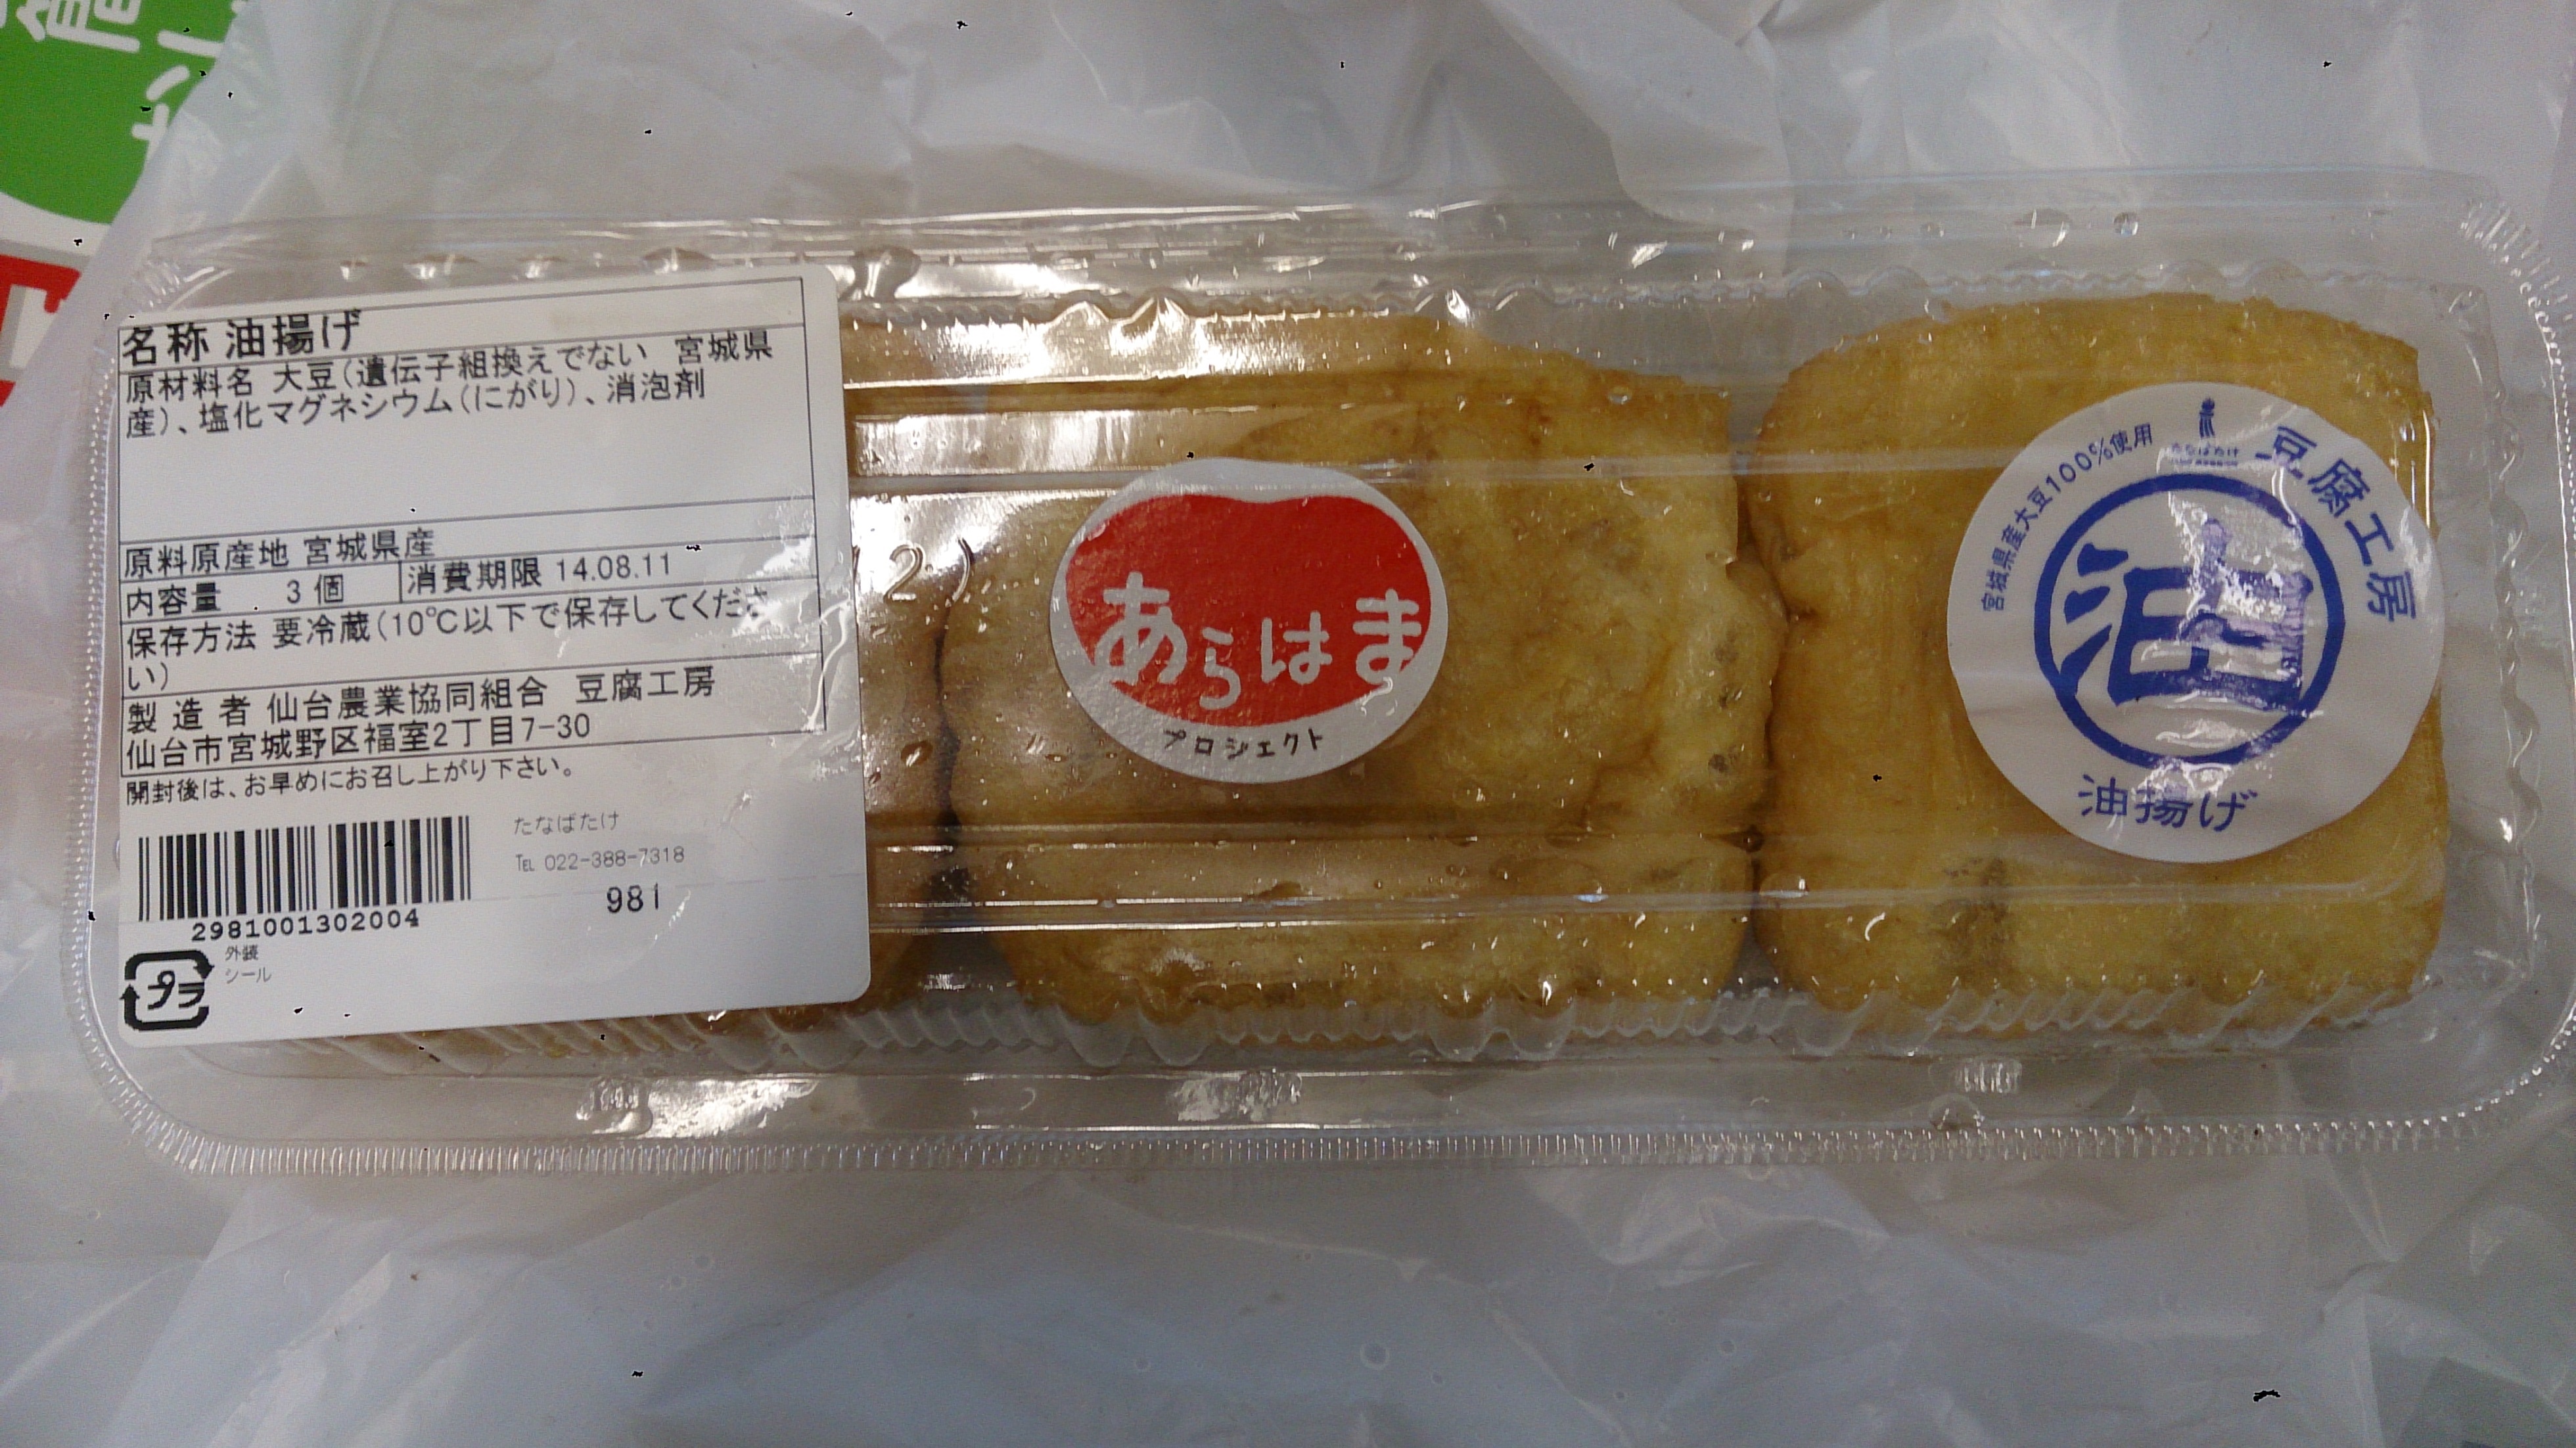 名称 油揚げ
原材料名 大豆(遺伝子組換えでない 宮城県
産)、塩化マグネシウム(にがり)、消泡剤
原料原産地 宮城県産
内容量 3個
消費期限 14.08.11
保存方法 要冷蔵(10℃以下で保存してくださ
い)
製造者 仙台農業協同組合 豆腐工房
仙台市宮城野区福室2丁目7-30
開封後は、お早めにお召し上がり下さい。
たなばたけ
TEL 022-388-7318
981
2981001302004
プラ
外装
シール
あらはま
プロジェクト
宮城県産大豆100%使用
たなばたけ
豆腐工房
油
油揚げ